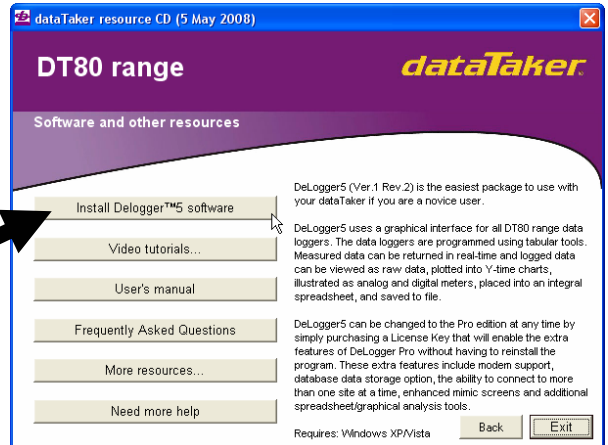 dataTaker resource CD (5 May 2008)
DT80 range
dataTaker.
Software and other resources
Install Delogger™5 software
Video tutorials...
User's manual
Frequently Asked Questions
More resources...
Need more help
DeLogger5 (Ver.1 Rev.2) is the easiest package to use with
your dataTaker if you are a novice user.
DeLogger5 uses a graphical interface for all DT80 range data
loggers. The data loggers are programmed using tabular tools.
Measured data can be returned in real-time and logged data
can be viewed as raw data, plotted into Y-time charts,
illustrated as analog and digital meters, placed into an integral
spreadsheet, and saved to file.
DeLogger5 can be changed to the Pro edition at any time by
simply purchasing a License Key that will enable the extra
features of DeLogger Pro without having to reinstall the
program. These extra features include modem support,
database data storage option, the ability to connect to more
than one site at a time, enhanced mimic screens and additional
spreadsheet/graphical analysis tools.
Requires: Windows XP/Vista
Back
Exit